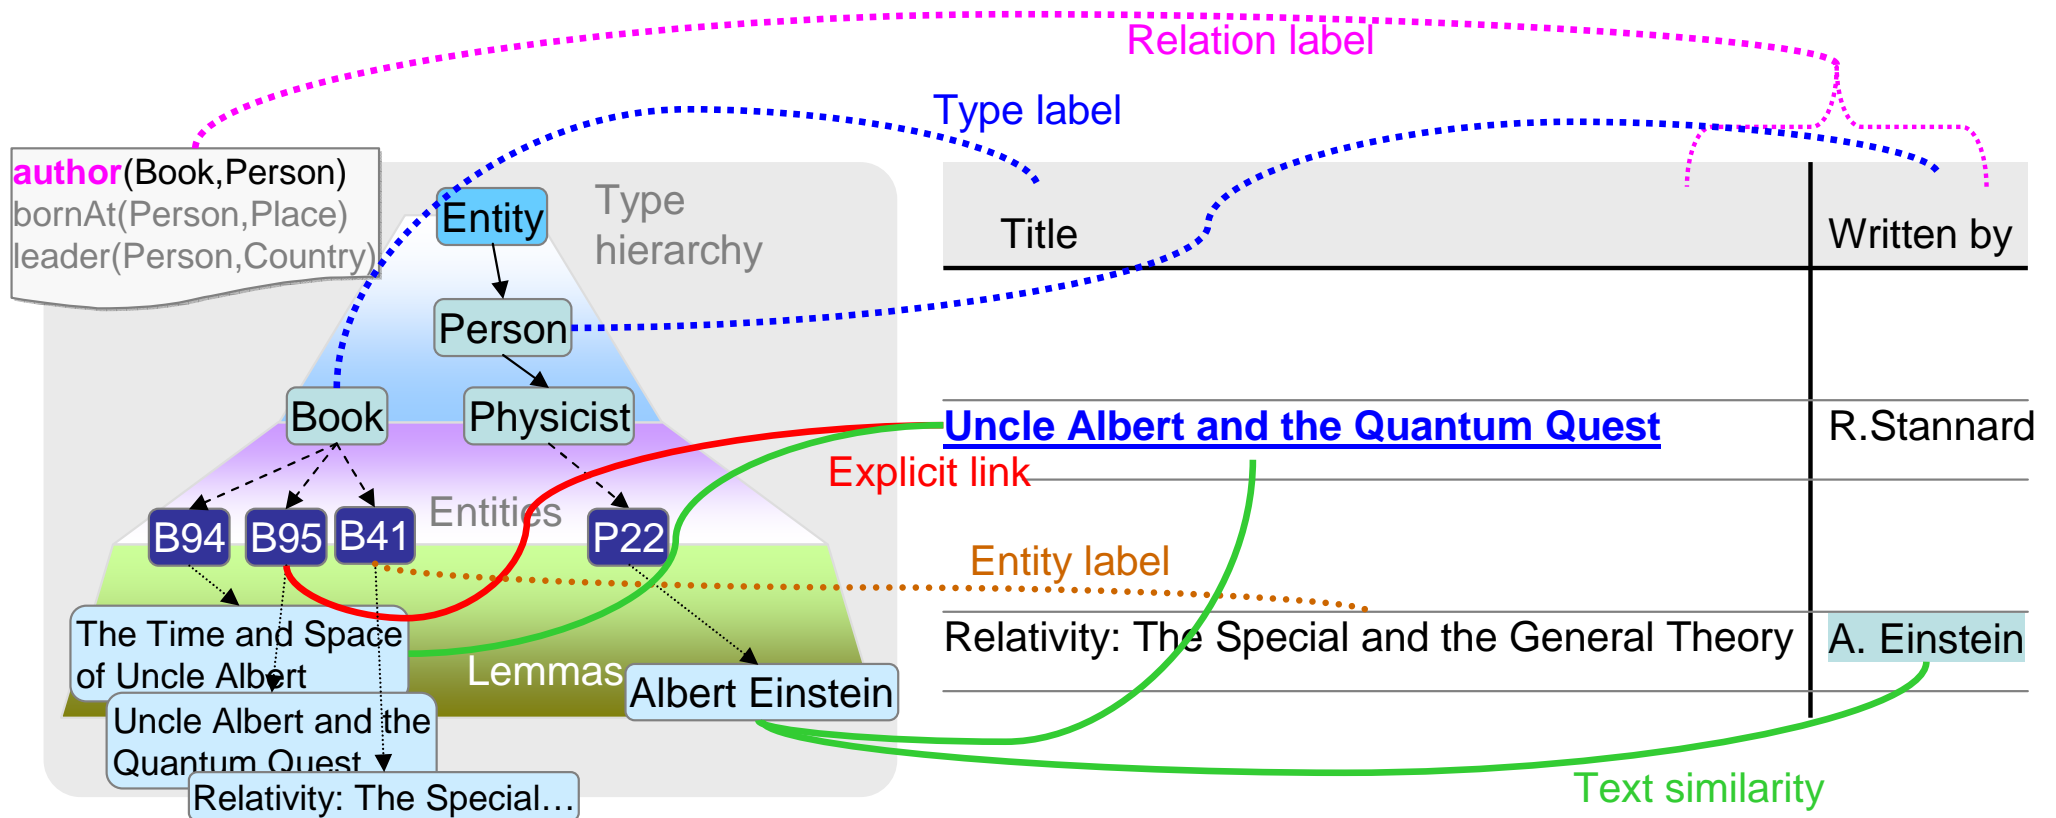 Relation label
Type label
author(Book,Person)
bornAt(Person,Place)
leader(Person,Country)
Entity
Type
hierarchy
Title
Written by
Person
Book
Physicist
Uncle Albert and the Quantum Quest
R.Stannard
Explicit link
Entities
B94
B95
B41
P22
Entity label
The Time and Space
of Uncle Albert
Lemmas
Relativity: The Special and the General Theory
A. Einstein
Albert Einstein
Uncle Albert and the
Quantum Quest
Relativity: The Special…
Text similarity